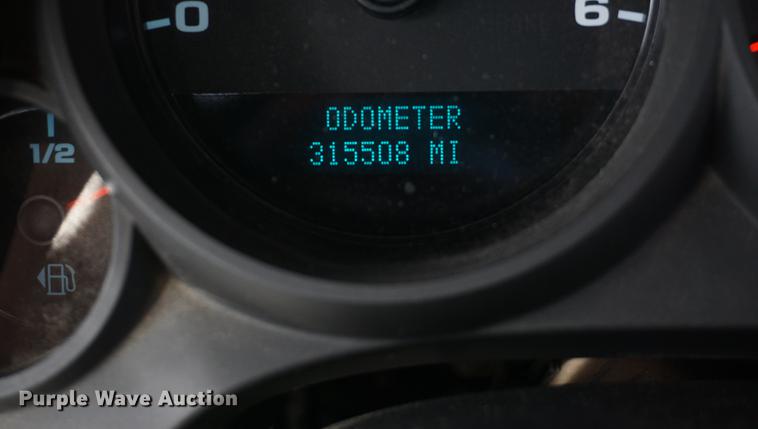 0
6
ODOMETER
315508 MI
1/2
Purple Wave Auction